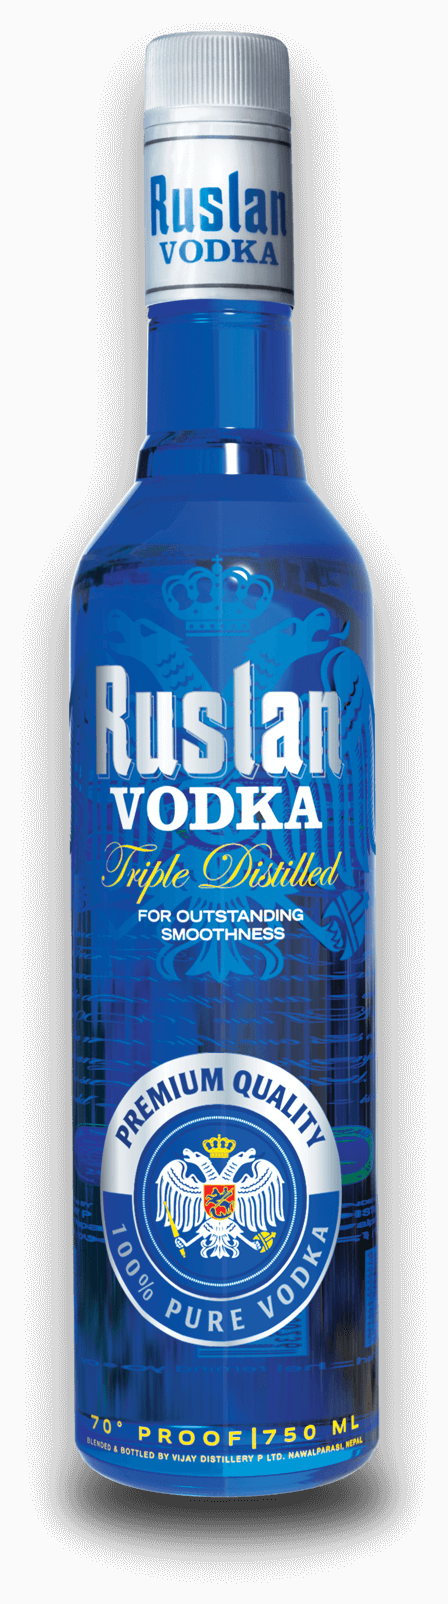 Ruslan
VODKA
Ruslan
VODKA
Triple Distilled
FOR OUTSTANDING
SMOOTHNESS
PREMIUM QUALITY
100% PURE VODKA
70° PROOF|750 ML
BLENDED & BOTTLED BY VIJAY DISTILLERY P LTD. NAWALPARASI, NEPAL